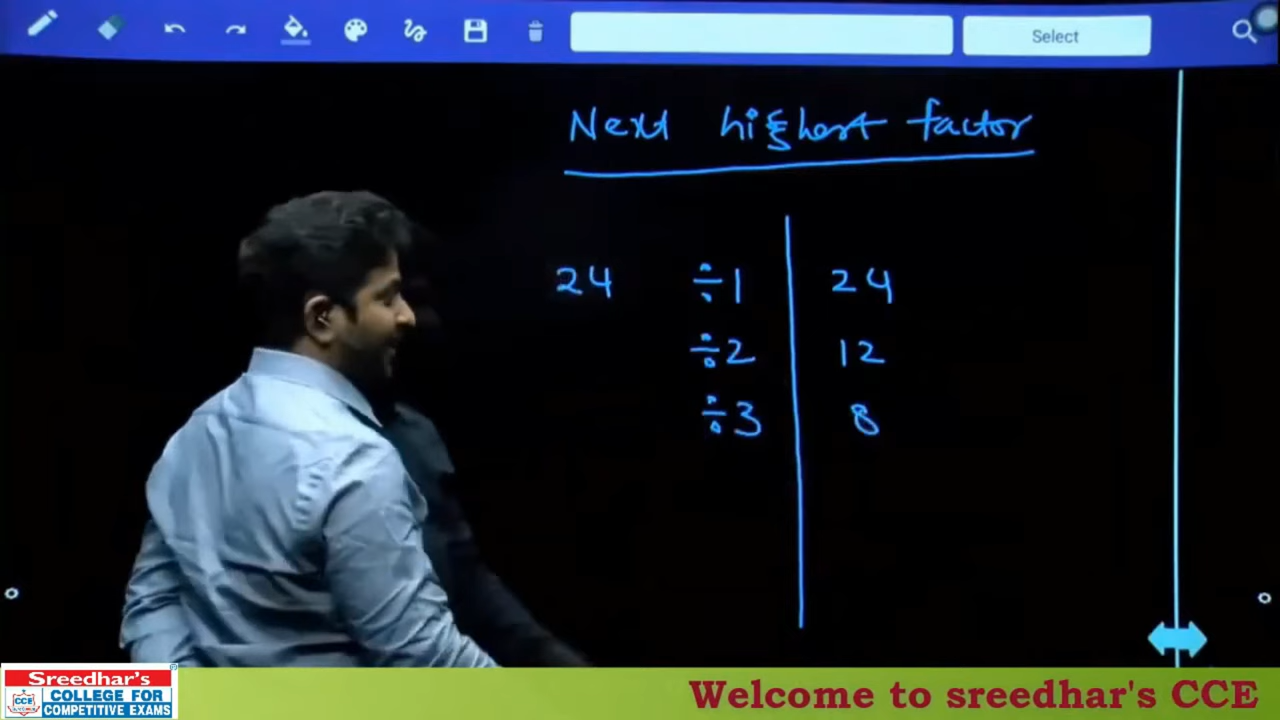 Select
Next highest factor
24 ÷1 24
÷2 12
÷3 8
Sreedhar's
CCE
COLLEGE FOR
COMPETITIVE EXAMS
Welcome to sreedhar's CCE